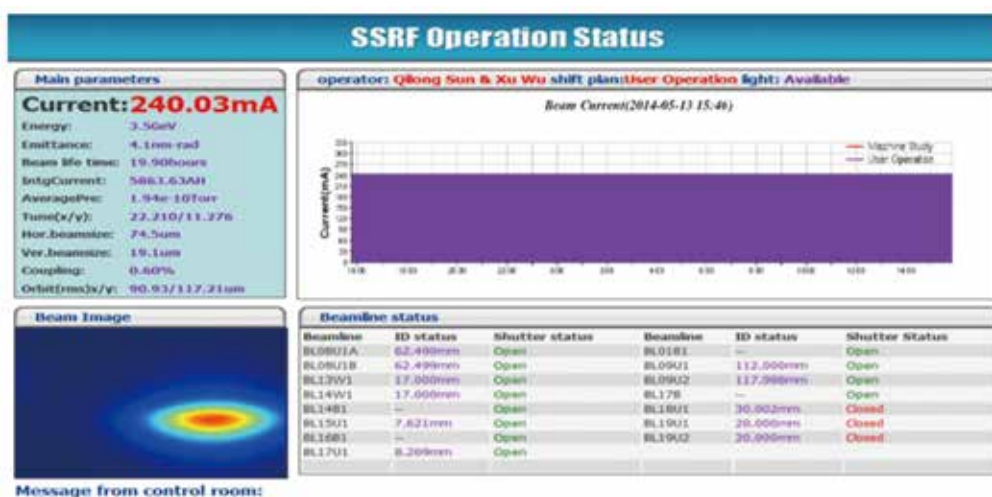 SSRF Operation Status
Main parameters
Current:240.03mA
Energy: 3.5GeV
Emittance: 4.1nm-rad
Beam life time: 19.90hours
IntgCurrent: 5863.63AH
AveragePre: 1.94e-10Torr
Tune(x/y): 22.210/11.276
Hor.beamsize: 74.5um
Ver.beamsize: 19.1um
Coupling: 0.60%
Orbit(rms)x/y: 90.93/117.21um
operator: Qilong Sun & Xu Wu shift plan:User Operation light: Available
Beam Current(2014-05-13 15:46)
Machine Study
User Operation
Current(mA)
Beam Image
Beamline status
Beamline ID status Shutter status Beamline ID status Shutter Status
BL08U1A 62.499mm Open BL01B1 -- Open
BL08U1B 62.499mm Open BL09U1 112.000mm Open
BL13W1 17.000mm Open BL09U2 Open
BL14W1 17.000mm Open BL17B -- Open
BL14B1 -- Open BL18U1 30.002mm Closed
BL15U1 7.621mm Open BL19U1 20.000mm Closed
BL16B1 -- Open BL19U2 Closed
BL17U1 8.209mm Open
Message from control room: